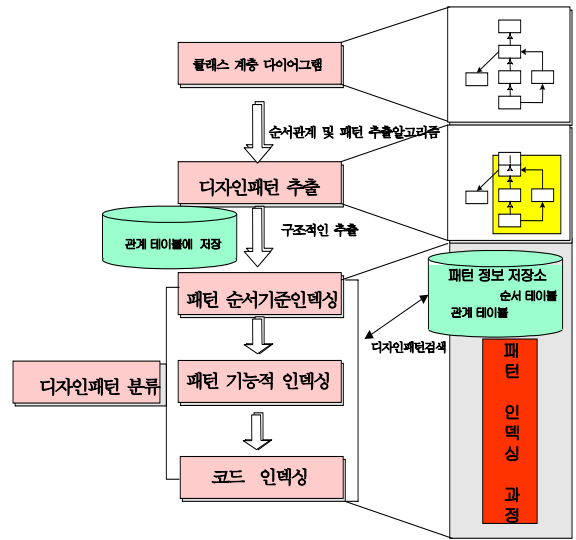 클래스 계층 다이어그램
순서관계 및 패턴 추출알고리즘
디자인패턴 추출
관계 테이블에 저장
구조적인 추출
패턴 정보 저장소
순서 테이블
관계 테이블
패턴 순서기준인덱싱
디자인패턴검색
디자인패턴 분류
패턴 기능적 인덱싱
코드 인덱싱
패턴 인덱싱 과정